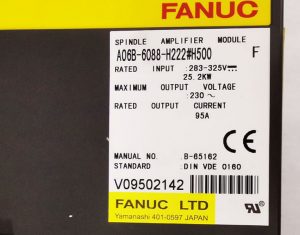 FANUC
SPINDLE AMPLIFIER MODULE
A06B-6088-H222#H500 F
RATED INPUT :283-325V⎓
25.2KW
MAXIMUM OUTPUT VOLTAGE
:230 ~
RATED OUTPUT CURRENT
95A
CE
MANUAL NO. :B-65162
STANDARD :DIN VDE 0160
V09502142
FANUC LTD
Yamanashi 401-0597 JAPAN